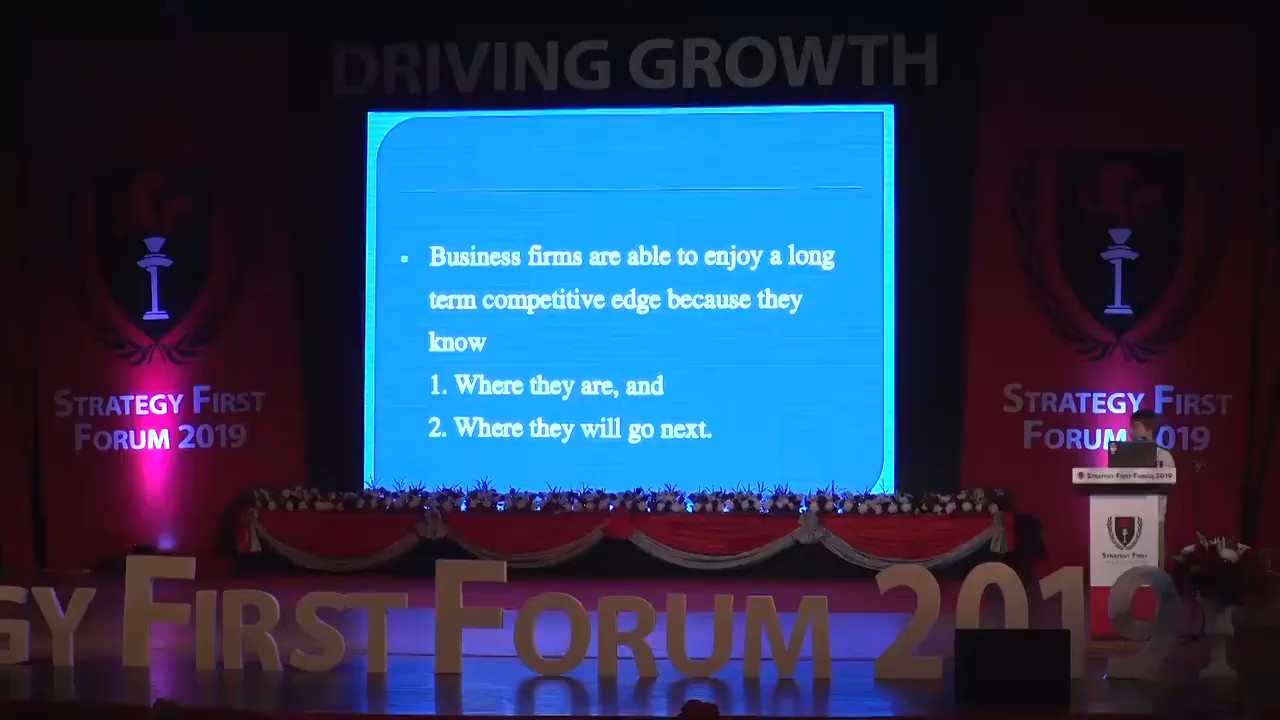 DRIVING GROWTH
Business firms are able to enjoy a long
term competitive edge because they
know
1. Where they are, and
2. Where they will go next.
STRATEGY FIRST
FORUM 2019
STRATEGY FIRST
FORUM 2019
STRATEGY FIRST FORUM 2019
STRATEGY FIRST
GY FIRST FORUM 2019